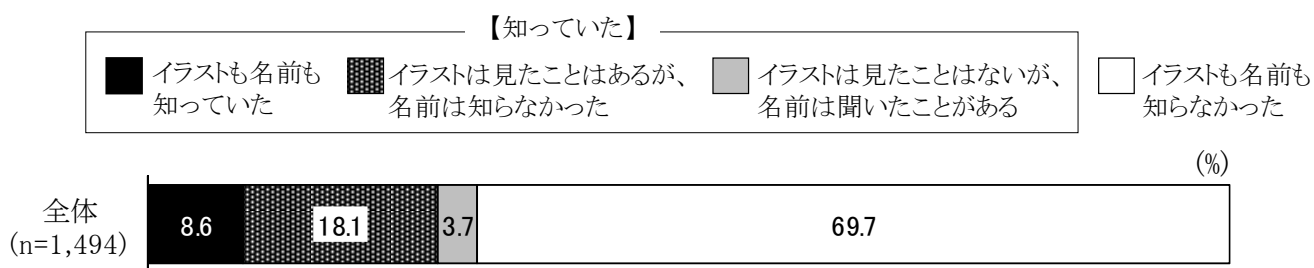 【知っていた】
イラストも名前も
知っていた
イラストは見たことはあるが、
名前は知らなかった
イラストは見たことはないが、
名前は聞いたことがある
イラストも名前も
知らなかった
(%)
全体
(n=1,494)
8.6
18.1
3.7
69.7